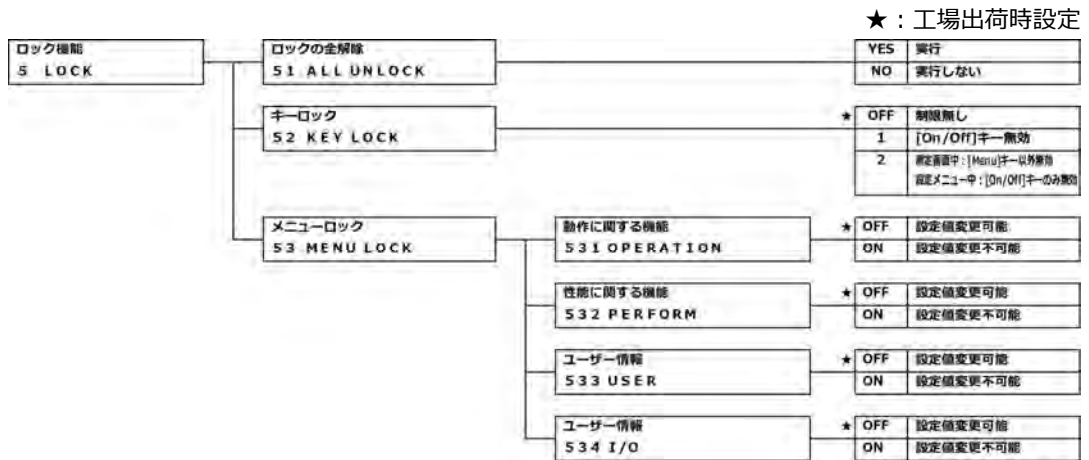 ★：工場出荷時設定
ロック機能
5 LOCK
ロックの全解除
51 ALL UNLOCK
YES 実行
NO 実行しない
キーロック
52 KEY LOCK
★ OFF 制限無し
1 [On/Off]キー無効
2 測定画面中：[Menu]キー以外無効
設定メニュー中：[On/Off]キーのみ無効
メニューロック
53 MENU LOCK
動作に関する機能
531 OPERATION
★ OFF 設定値変更可能
ON 設定値変更不可能
性能に関する機能
532 PERFORM
★ OFF 設定値変更可能
ON 設定値変更不可能
ユーザー情報
533 USER
★ OFF 設定値変更可能
ON 設定値変更不可能
ユーザー情報
534 I/O
★ OFF 設定値変更可能
ON 設定値変更不可能